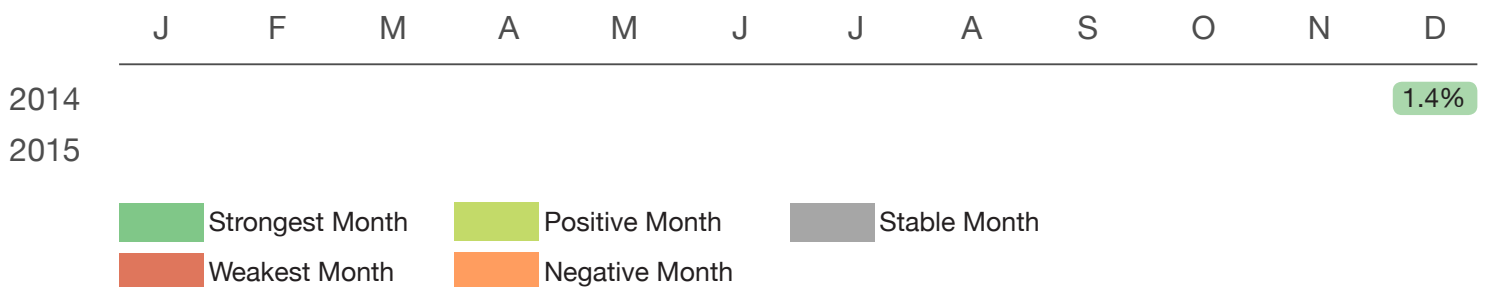 J F M A M J J A S O N D
2014 1.4%
2015
Strongest Month Positive Month Stable Month
Weakest Month Negative Month